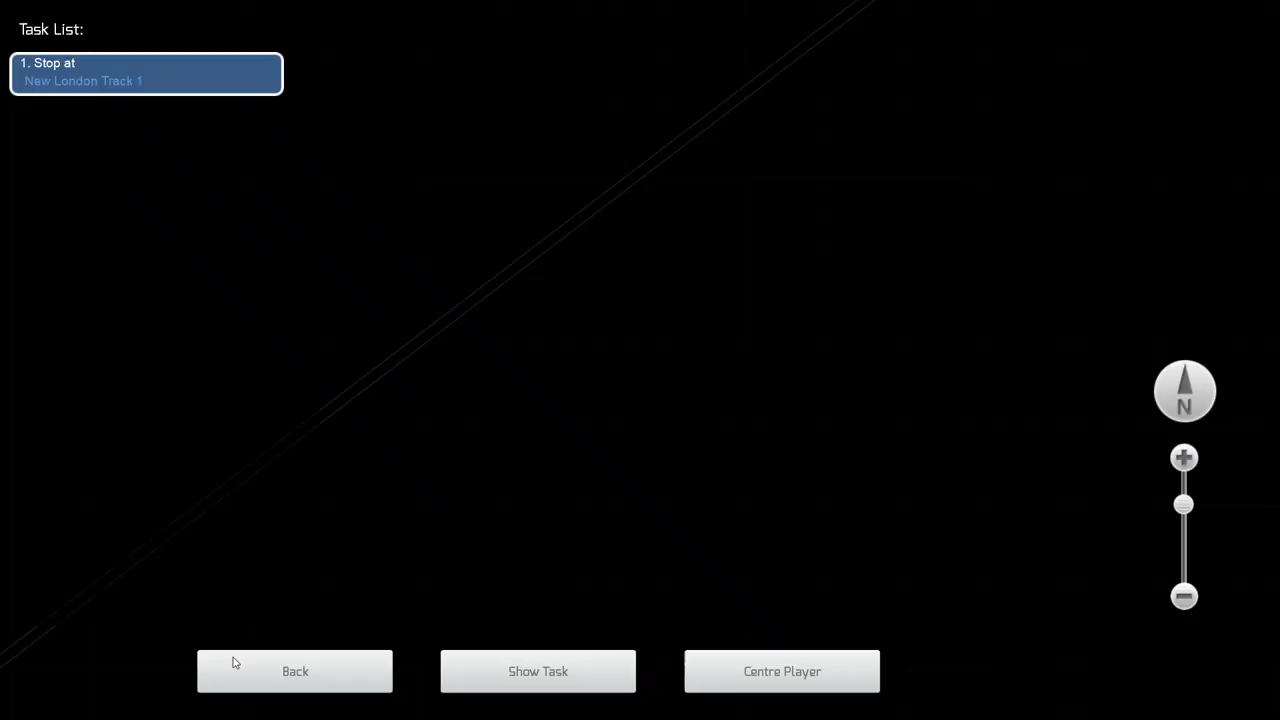 Task List:
1. Stop at
New London Track 1
N
Back
Show Task
Centre Player